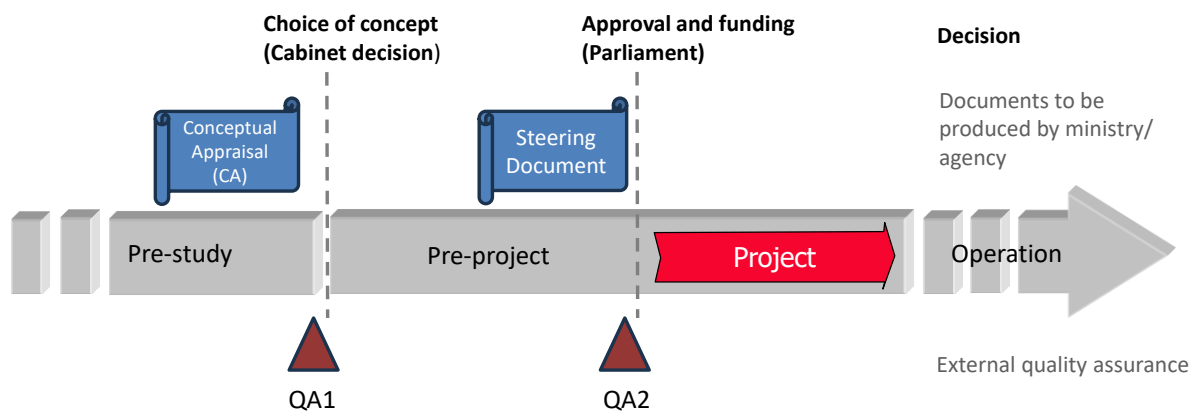 Choice of concept
(Cabinet decision)
Approval and funding
(Parliament)
Decision
Conceptual
Appraisal
(CA)
Steering
Document
Documents to be
produced by ministry/
agency
Pre-study
Pre-project
Project
Operation
QA1
QA2
External quality assurance